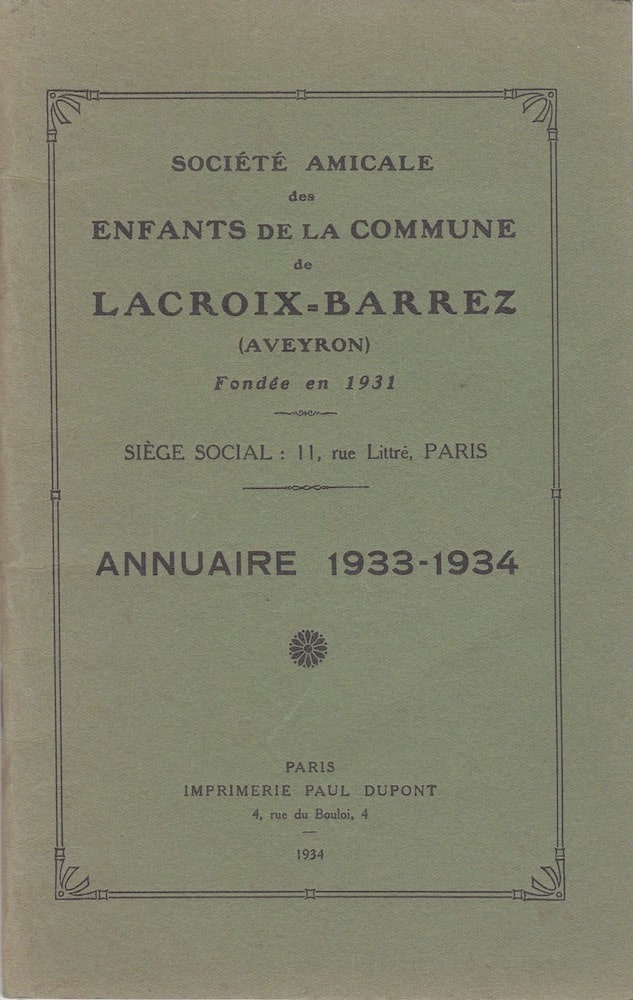 SOCIÉTÉ AMICALE
des
ENFANTS DE LA COMMUNE
de
LACROIX=BARREZ
(AVEYRON)
Fondée en 1931
SIÈGE SOCIAL : 11, rue Littré, PARIS
ANNUAIRE 1933-1934
PARIS
IMPRIMERIE PAUL DUPONT
4, rue du Bouloi, 4
1934